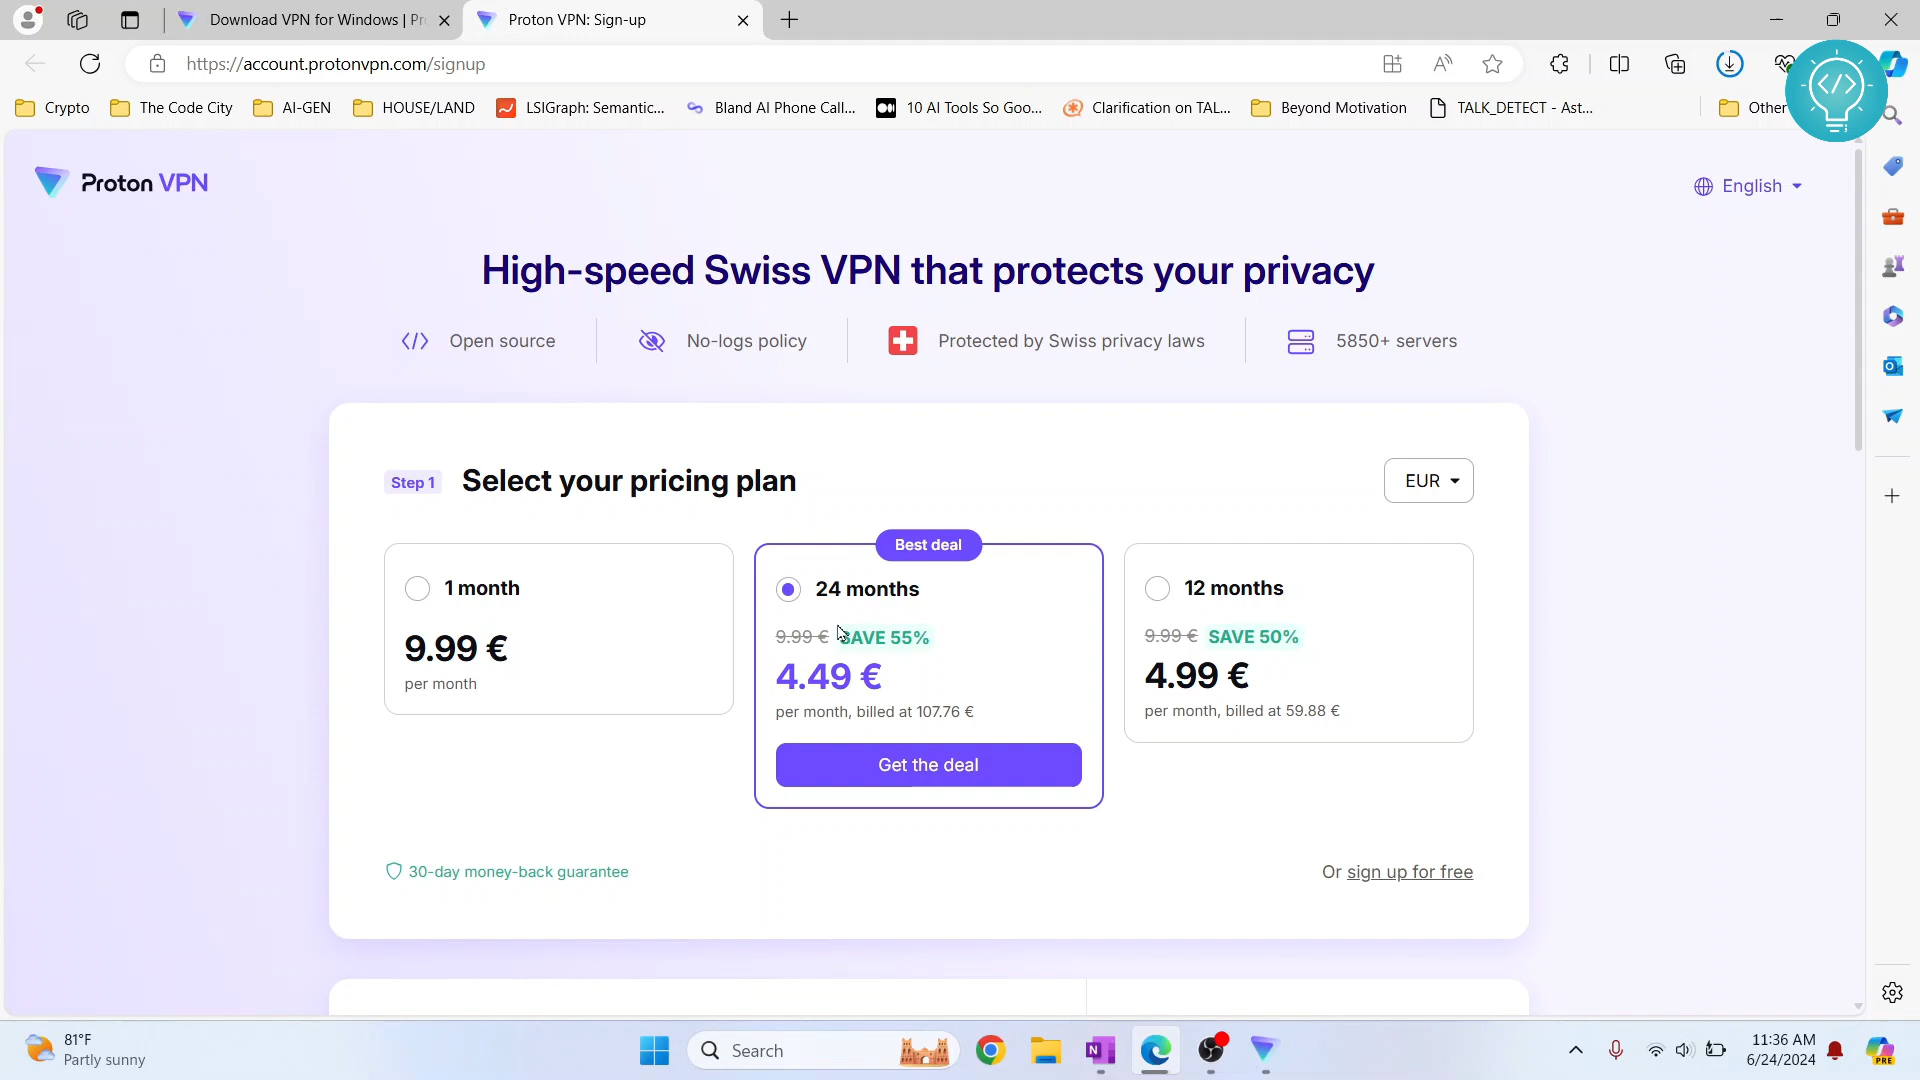 Download VPN for Windows | Pr
Proton VPN: Sign-up
https://account.protonvpn.com/signup
Crypto
The Code City
AI-GEN
HOUSE/LAND
LSIGraph: Semantic...
Bland AI Phone Call...
10 AI Tools So Goo...
Clarification on TAL...
Beyond Motivation
TALK_DETECT - Ast...
Other
Proton VPN
English
High-speed Swiss VPN that protects your privacy
Open source
No-logs policy
Protected by Swiss privacy laws
5850+ servers
Step 1
Select your pricing plan
EUR
1 month
9.99 €
per month
Best deal
24 months
9.99 € SAVE 55%
4.49 €
per month, billed at 107.76 €
Get the deal
12 months
9.99 € SAVE 50%
4.99 €
per month, billed at 59.88 €
30-day money-back guarantee
Or sign up for free
81°F
Partly sunny
Search
11:36 AM
6/24/2024
PRE